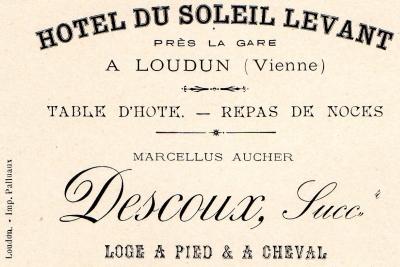 HOTEL DU SOLEIL LEVANT
PRÈS LA GARE
A LOUDUN (Vienne)
TABLE D'HOTE. — REPAS DE NOCES
MARCELLUS AUCHER
Descoux, Succ.r
LOGE A PIED & A CHEVAL
Loudun. - Imp. Palluaux